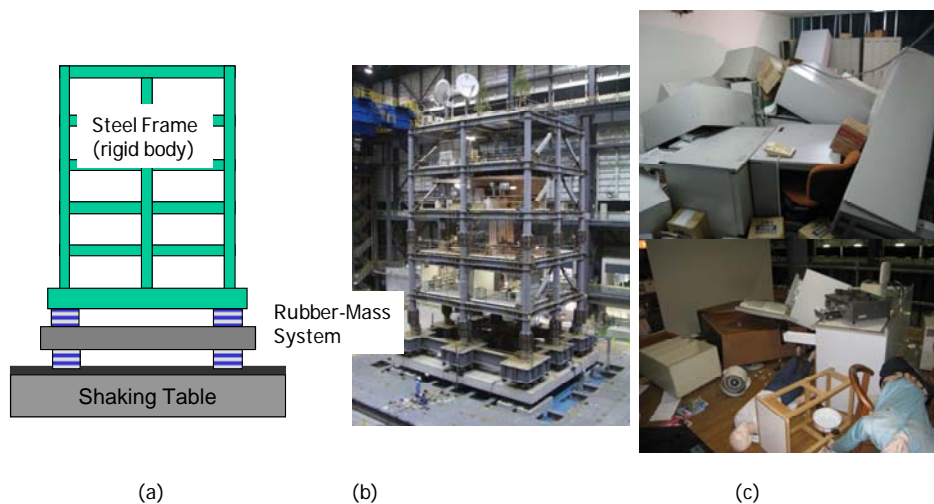 Steel Frame
(rigid body)
Rubber-Mass
System
Shaking Table
(a)
(b)
(c)